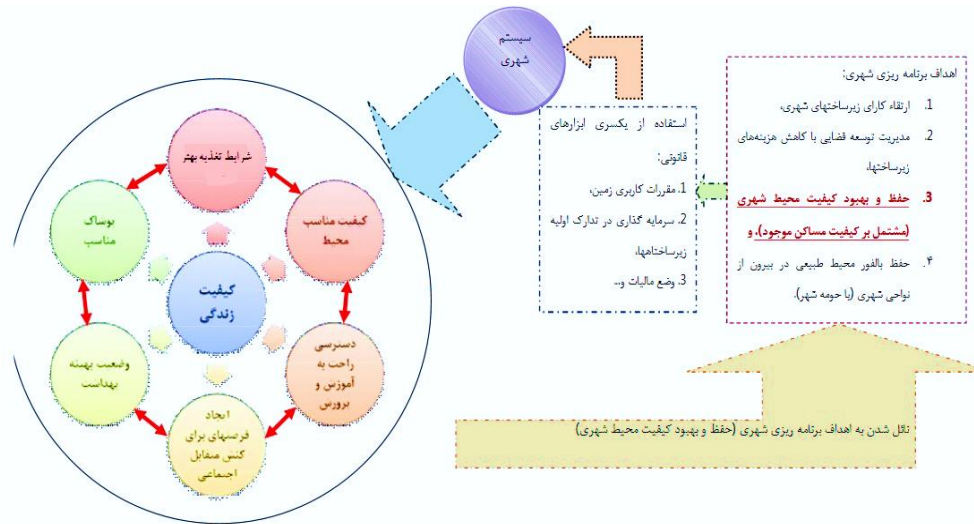 سیستم
شهری
اهداف برنامه ریزی شهری:
1. ارتقاء کارای زیرساختهای شهری،
2. مدیریت توسعه فضایی با کاهش هزینه‌های
زیرساختها،
3. حفظ و بهبود کیفیت محیط شهری
(مشتمل بر کیفیت مساکن موجود)، و
۴. حفظ بالفور محیط طبیعی در بیرون از
نواحی شهری (یا حومه شهر).
استفاده از یکسری ابزارهای
قانونی:
1. مقررات کاربری زمین،
2. سرمایه گذاری در تدارک اولیه
زیرساختاهها،
3. وضع مالیات و...
نائل شدن به اهداف برنامه ریزی شهری (حفظ و بهبود کیفیت محیط شهری)
شرایط تغذیه بهتر
کیفیت مناسب
محیط
دسترسی
راحت به
آموزش و
پرورش
ایجاد
فرصتهای برای
کنش متقابل
اجتماعی
وضعیت بهینه
بهداشت
پوساک
مناسب
کیفیت
زندگی